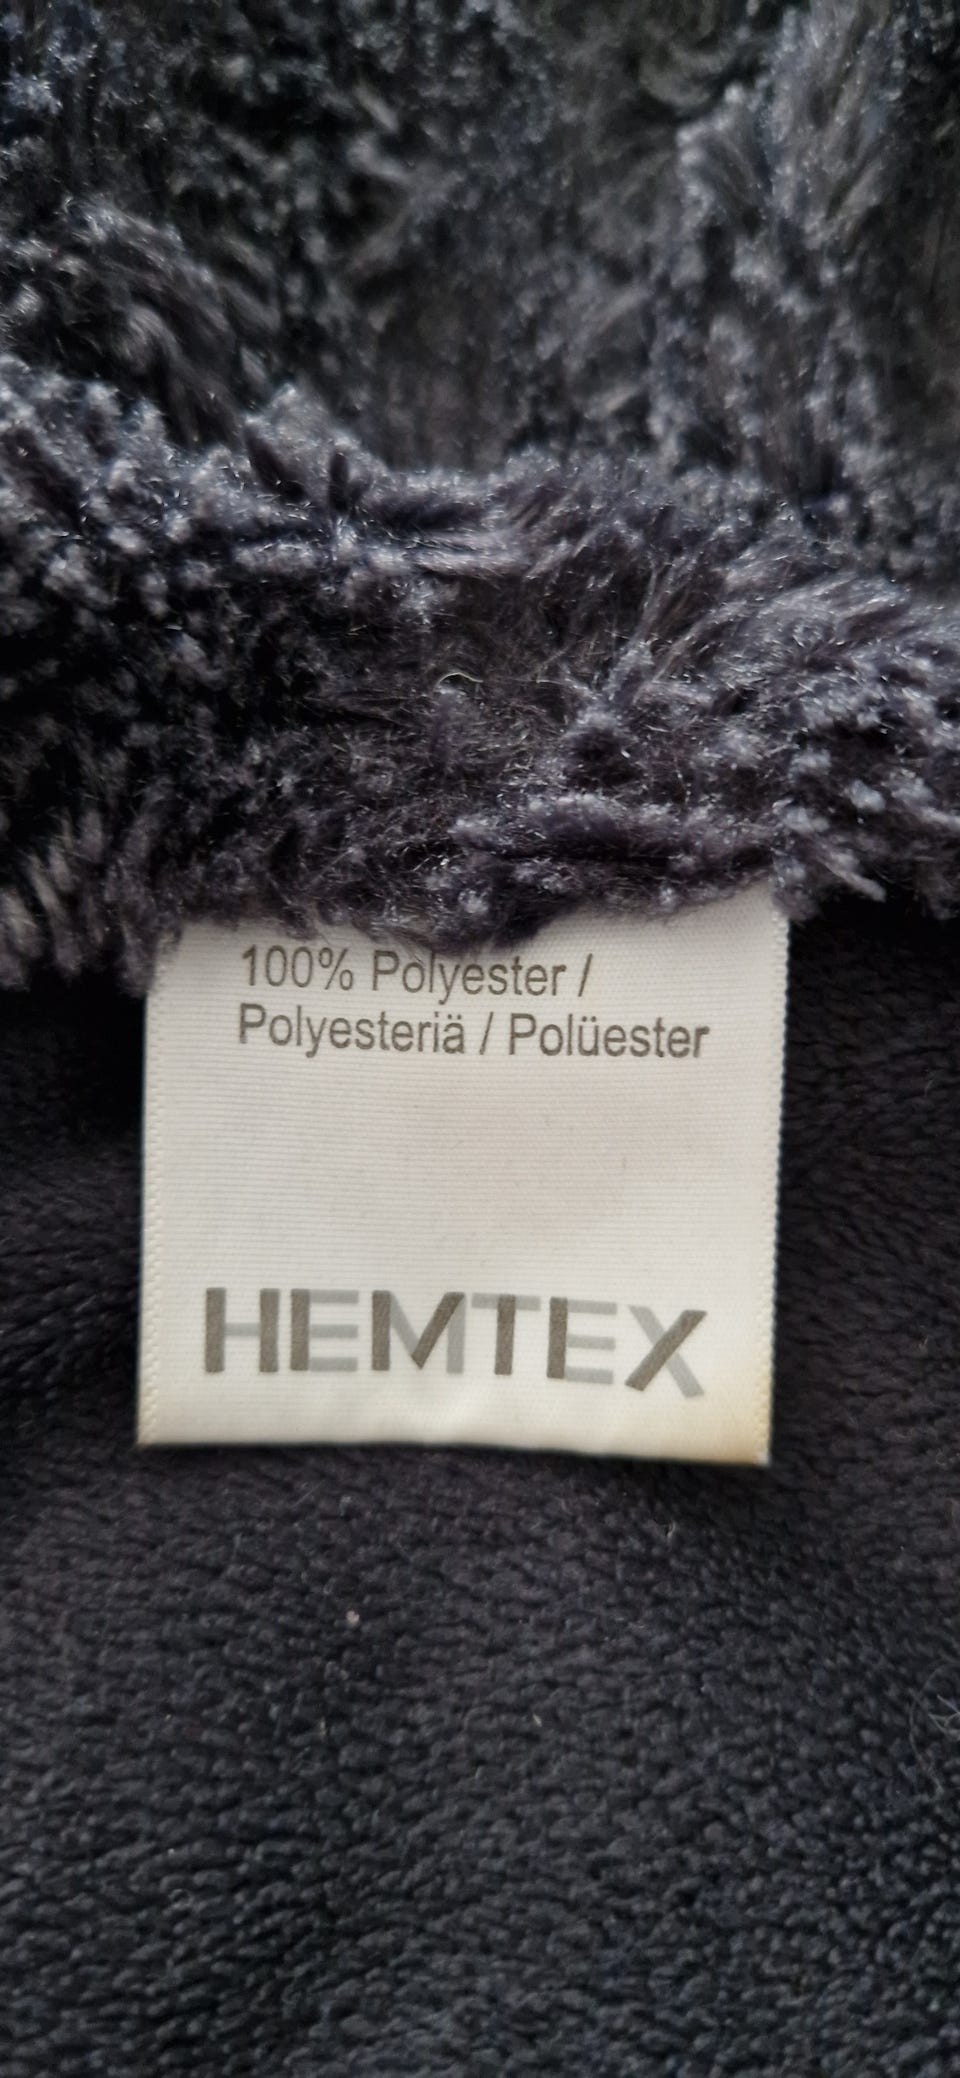 100% Polyester /
Polyesteriä / Polüester
HEMTEX